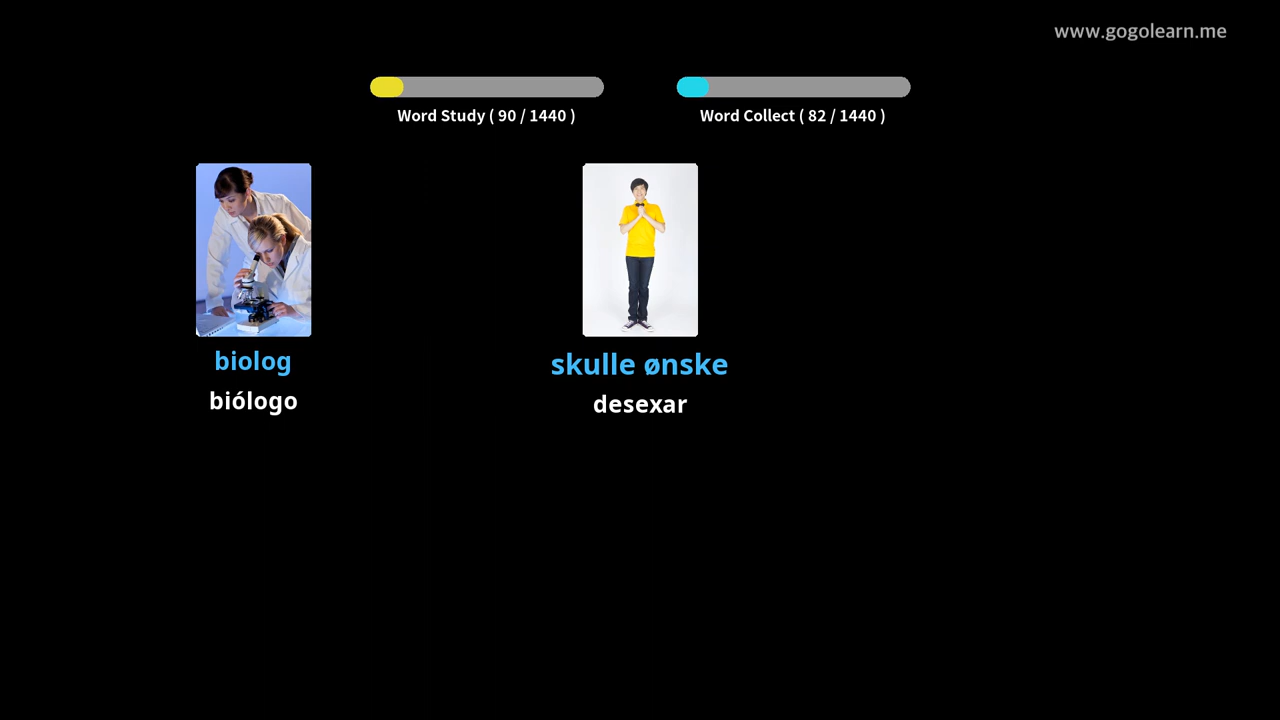 www.gogolearn.me
Word Study ( 90 / 1440 )
Word Collect ( 82 / 1440 )
biolog
biólogo
skulle ønske
desexar